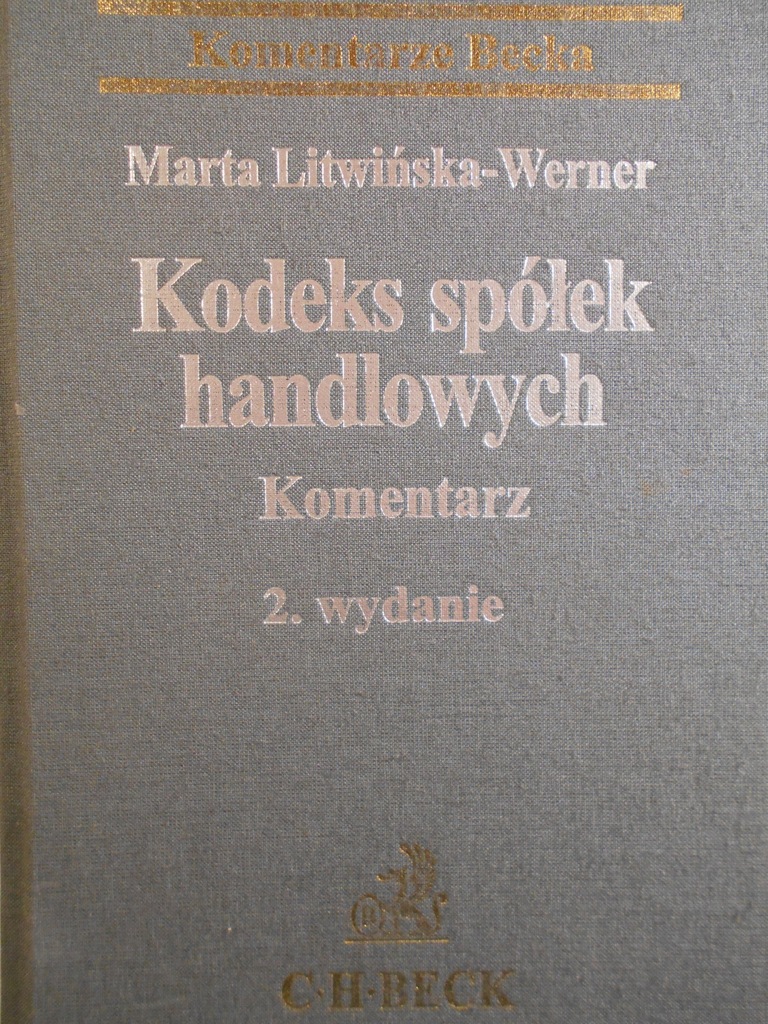 Komentarze Becka
Marta Litwińska-Werner
Kodeks spółek
handlowych
Komentarz
2. wydanie
C·H·BECK